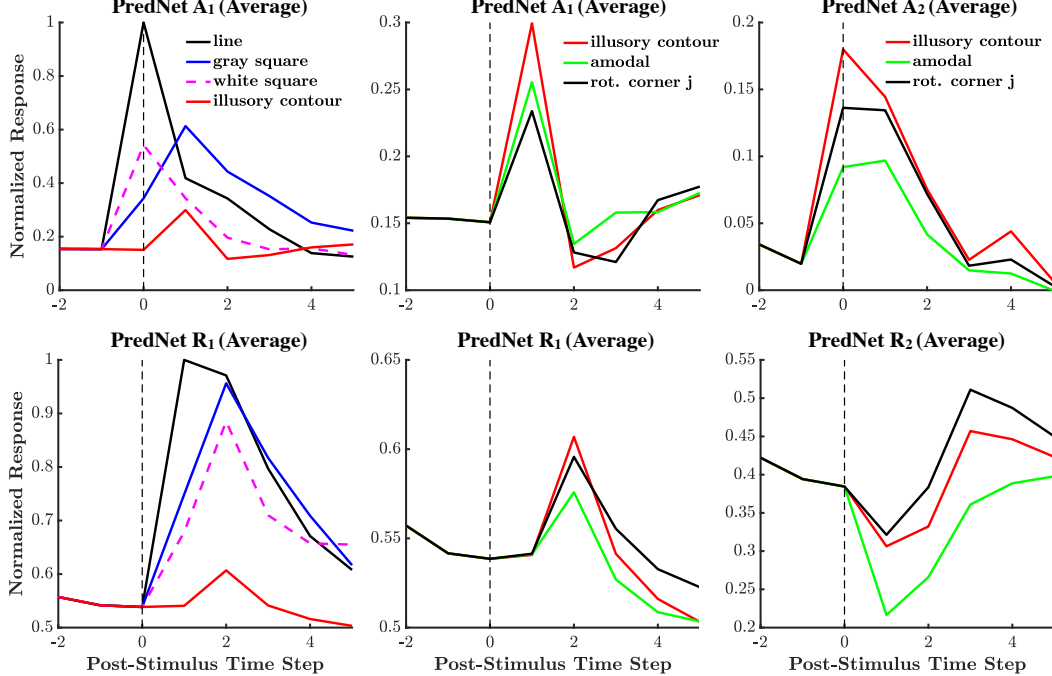 PredNet A1 (Average)
Normalized Response
1
0.8
0.6
0.4
0.2
0
-2
0
2
4
line
gray square
white square
illusory contour
PredNet A1 (Average)
0.3
0.25
0.2
0.15
0.1
-2
0
2
4
illusory contour
amodal
rot. corner j
PredNet A2 (Average)
0.2
0.15
0.1
0.05
0
-2
0
2
4
illusory contour
amodal
rot. corner j
PredNet R1 (Average)
Normalized Response
1
0.9
0.8
0.7
0.6
0.5
-2
0
2
4
Post-Stimulus Time Step
PredNet R1 (Average)
0.65
0.6
0.55
0.5
-2
0
2
4
Post-Stimulus Time Step
PredNet R2 (Average)
0.55
0.5
0.45
0.4
0.35
0.3
0.25
0.2
-2
0
2
4
Post-Stimulus Time Step